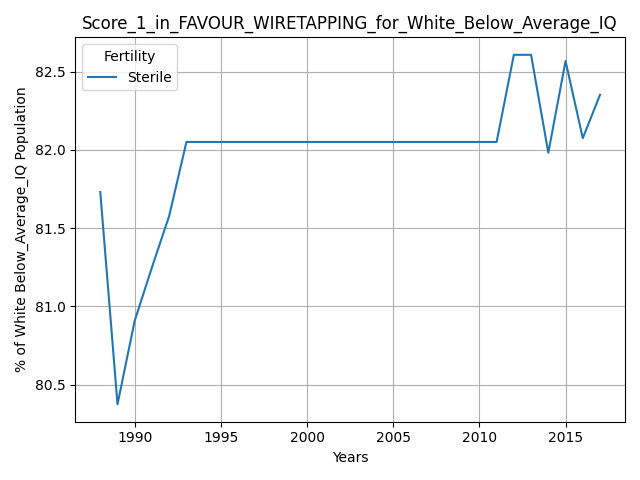 Score_1_in_FAVOUR_WIRETAPPING_for_White_Below_Average_IQ
Fertility
Sterile
% of White Below_Average_IQ Population
82.5
82.0
81.5
81.0
80.5
1990 1995 2000 2005 2010 2015
Years